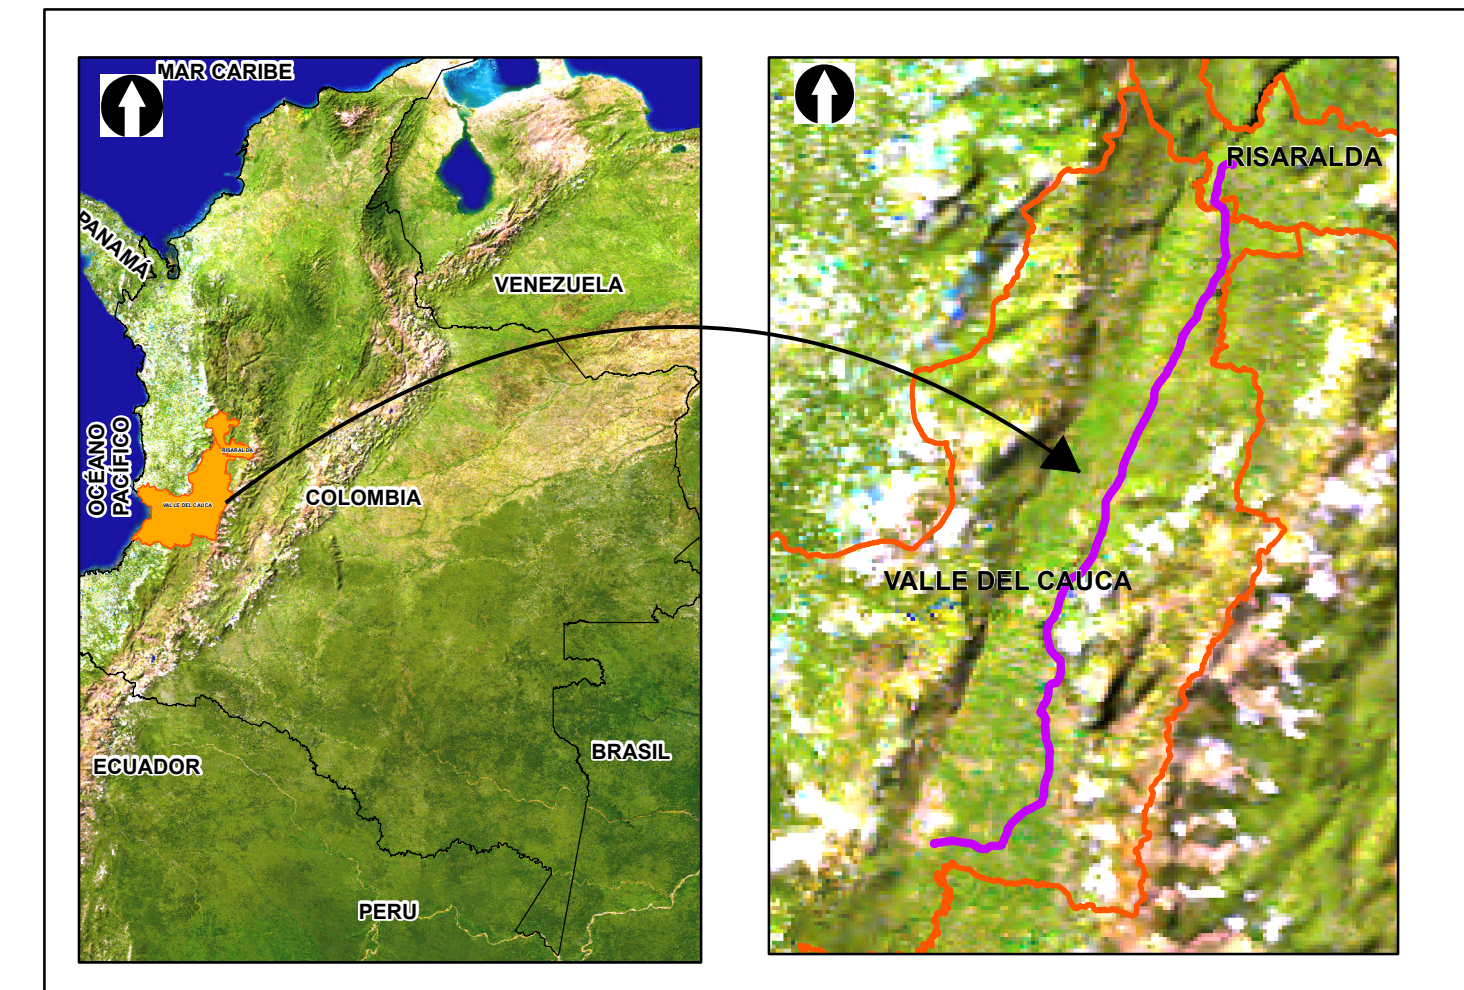 MAR CARIBE
PANAMÁ
VENEZUELA
OCÉANO
PACÍFICO
RISARALDA
VALLE DEL CAUCA
COLOMBIA
ECUADOR
BRASIL
PERU
RISARALDA
VALLE DEL CAUCA